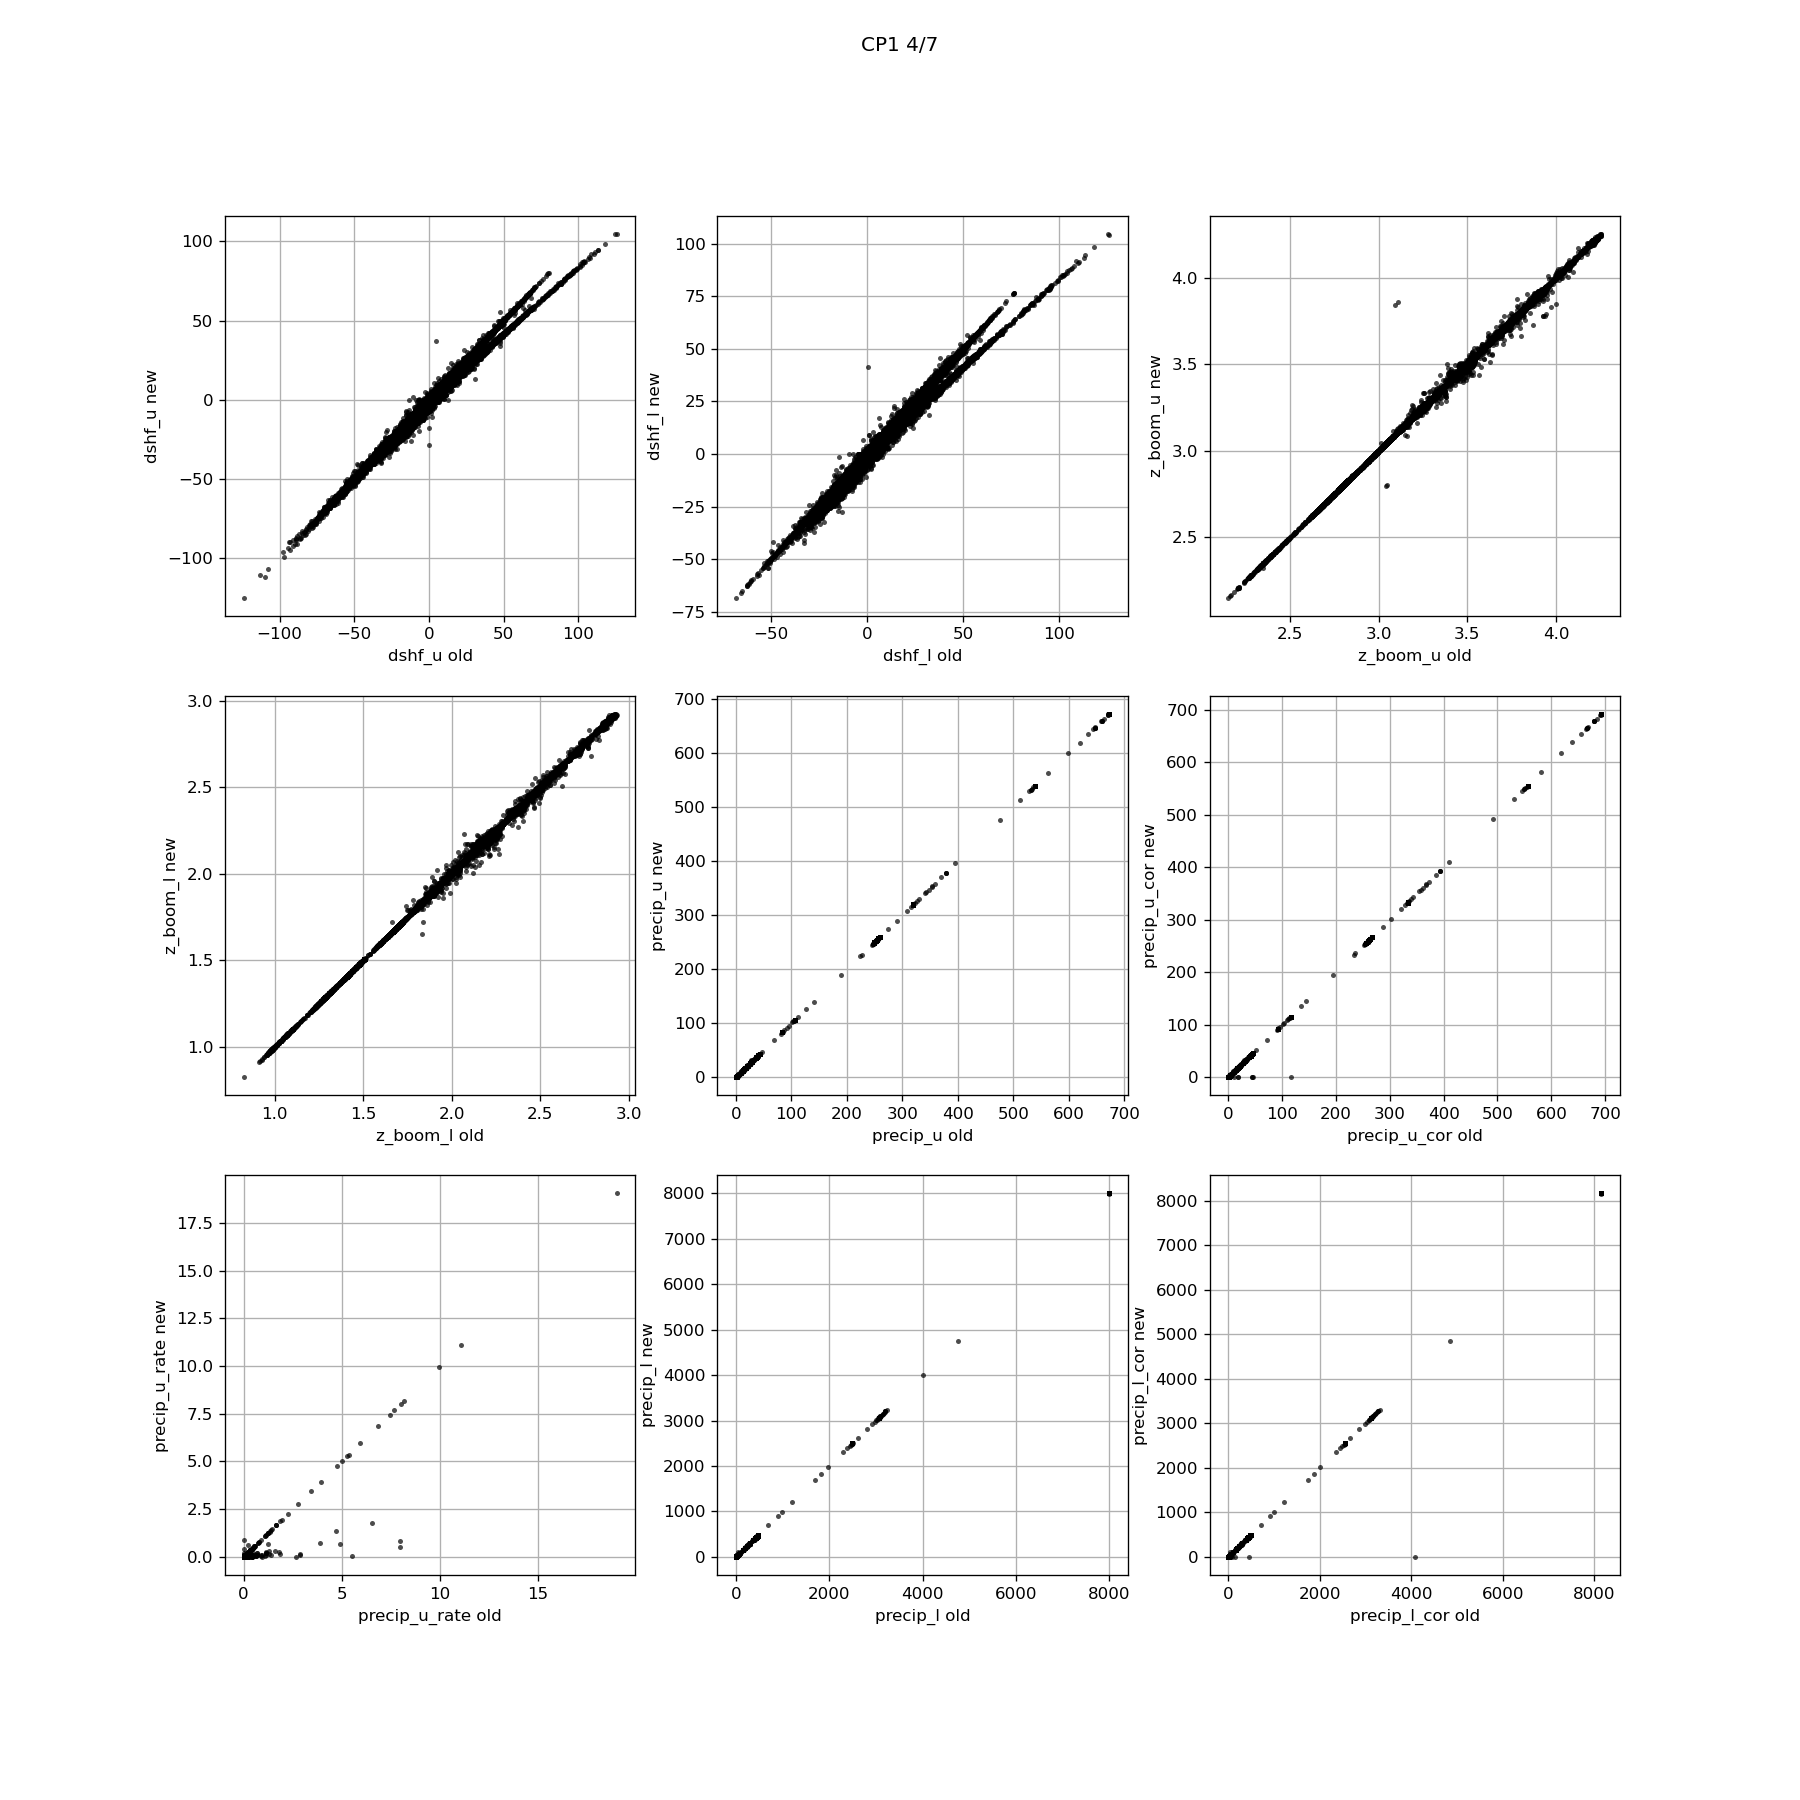 CP1 4/7
dshf_u new
100
50
0
−50
−100
−100 −50 0 50 100
dshf_u old
dshf_l new
100
75
50
25
0
−25
−50
−75
−50 0 50 100
dshf_l old
z_boom_u new
4.0
3.5
3.0
2.5
2.5 3.0 3.5 4.0
z_boom_u old
z_boom_l new
3.0
2.5
2.0
1.5
1.0
1.0 1.5 2.0 2.5 3.0
z_boom_l old
precip_u new
700
600
500
400
300
200
100
0
0 100 200 300 400 500 600 700
precip_u old
precip_u_cor new
700
600
500
400
300
200
100
0
0 100 200 300 400 500 600 700
precip_u_cor old
precip_u_rate new
17.5
15.0
12.5
10.0
7.5
5.0
2.5
0.0
0 5 10 15
precip_u_rate old
precip_l new
8000
7000
6000
5000
4000
3000
2000
1000
0
0 2000 4000 6000 8000
precip_l old
precip_l_cor new
8000
7000
6000
5000
4000
3000
2000
1000
0
0 2000 4000 6000 8000
precip_l_cor old